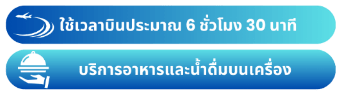 ใช้เวลาบินประมาณ 6 ชั่วโมง 30 นาที
บริการอาหารและน้ำดื่มบนเครื่อง